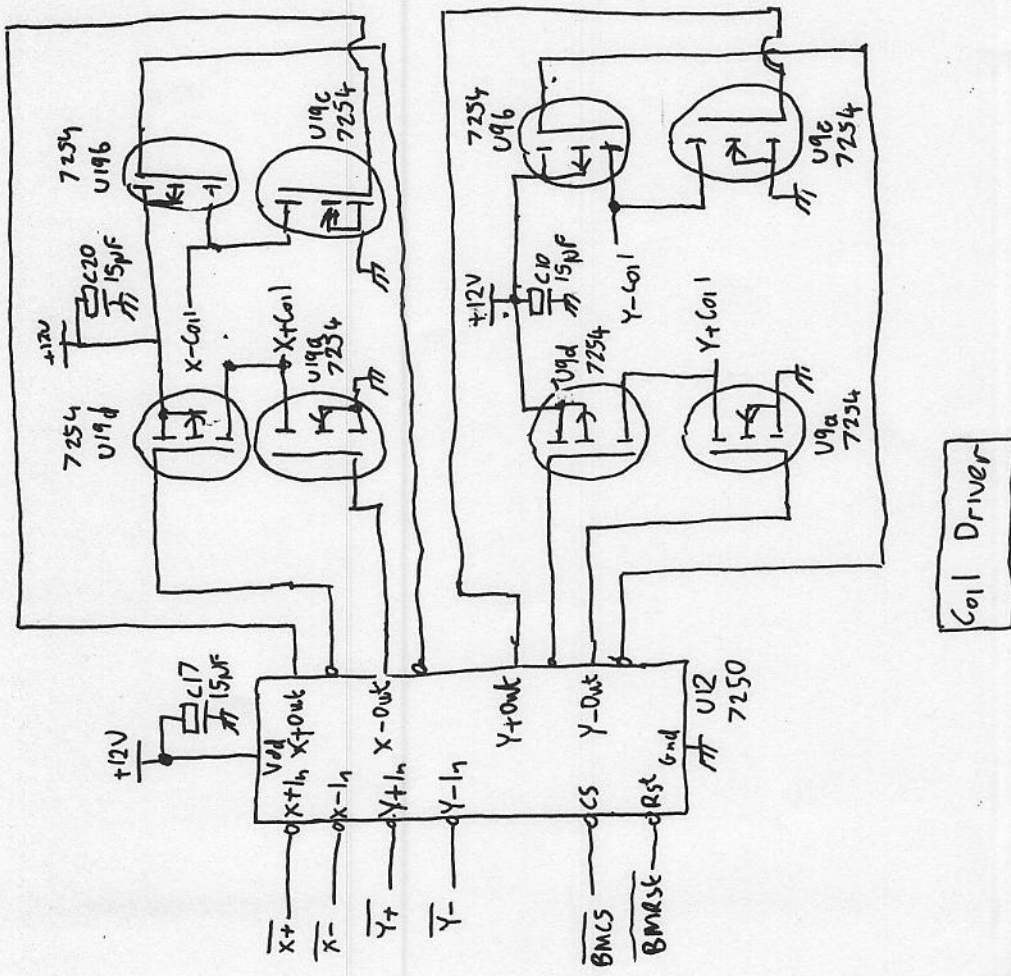 7254
U19d
7254
U19b
+12V
C20
15µF
+12V
C17
15µF
X-Coil
X+Coil
U19a
7254
U19c
7254
X+
X-
Y+
Y-
BMCS
BMRSt
Vdd
X+In
X-In
Y+In
Y-In
CS
Rst
X+Out
X-Out
Y+Out
Y-Out
Gnd
U12
7250
+12V
C10
15µF
7254
U9b
U9d
7254
Y-Coil
Y+Coil
U9a
7254
U9c
7254
Coil Driver